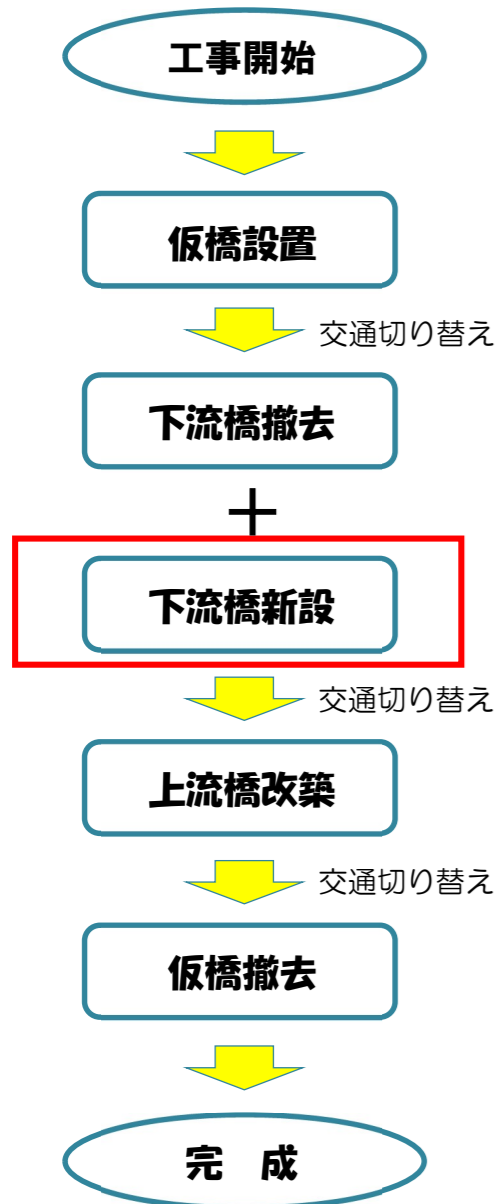 工事開始
仮橋設置
交通切り替え
下流橋撤去
＋
下流橋新設
交通切り替え
上流橋改築
交通切り替え
仮橋撤去
完　成